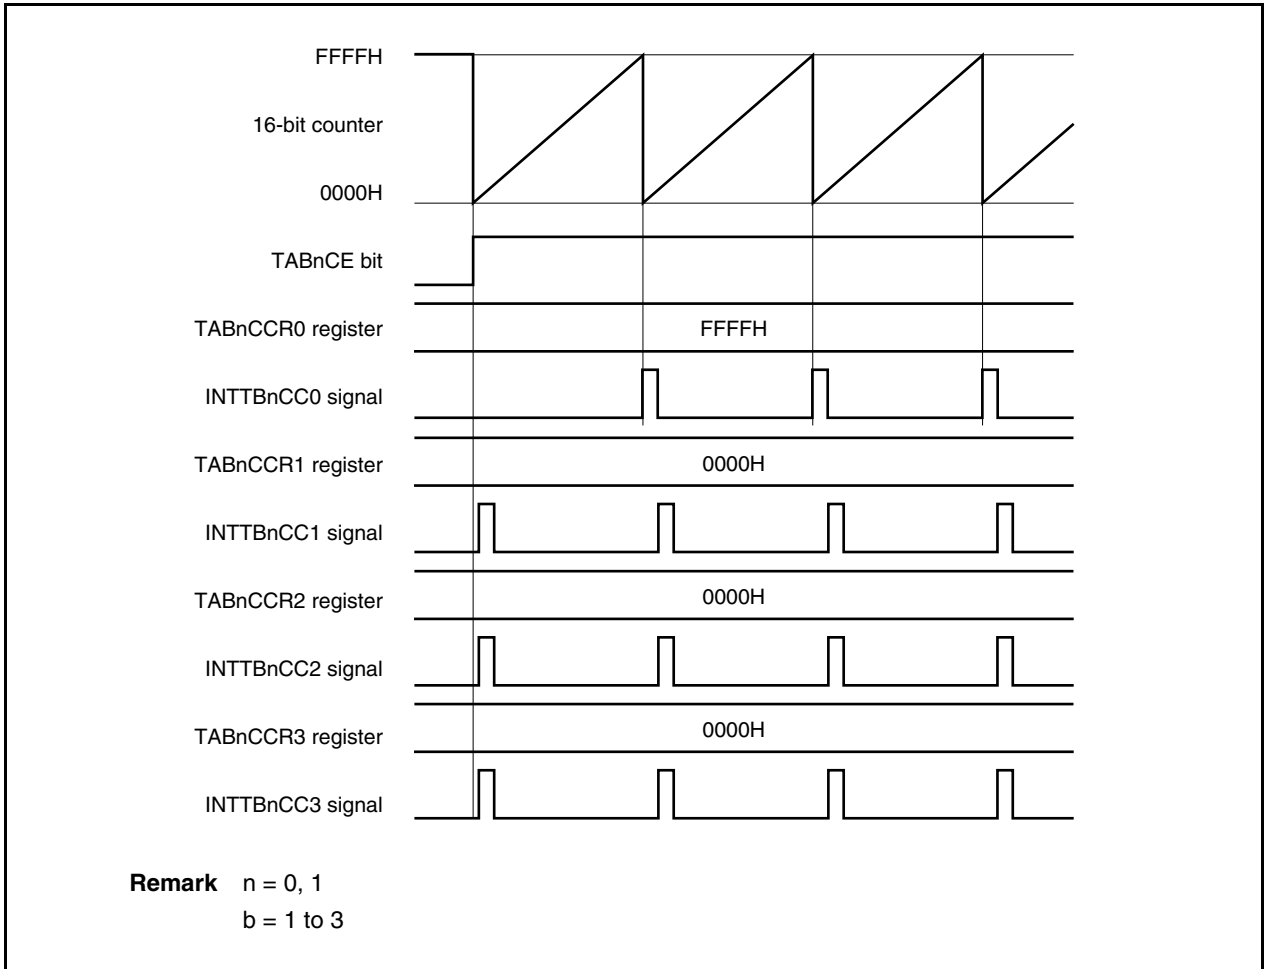 FFFFH
16-bit counter
0000H
TABnCE bit
TABnCCR0 register
FFFFH
INTTBnCC0 signal
TABnCCR1 register
0000H
INTTBnCC1 signal
TABnCCR2 register
0000H
INTTBnCC2 signal
TABnCCR3 register
0000H
INTTBnCC3 signal
Remark n = 0, 1
b = 1 to 3